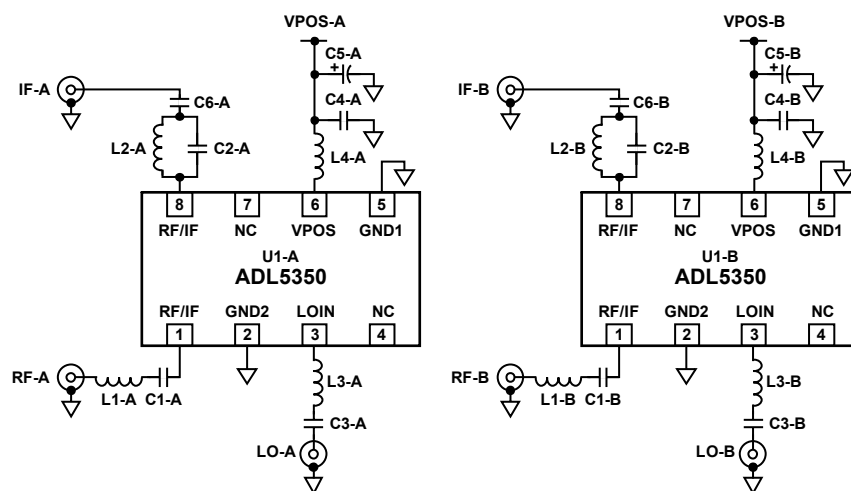 VPOS-A
VPOS-B
C5-A
+
C5-B
+
IF-A
C4-A
C6-A
IF-B
C4-B
C6-B
L2-A
C2-A
L4-A
L2-B
C2-B
L4-B
8 7 6 5
RF/IF NC VPOS GND1
U1-A
ADL5350
RF/IF GND2 LOIN NC
1 2 3 4
8 7 6 5
RF/IF NC VPOS GND1
U1-B
ADL5350
RF/IF GND2 LOIN NC
1 2 3 4
RF-A
L1-A C1-A
L3-A
C3-A
LO-A
RF-B
L1-B C1-B
L3-B
C3-B
LO-B